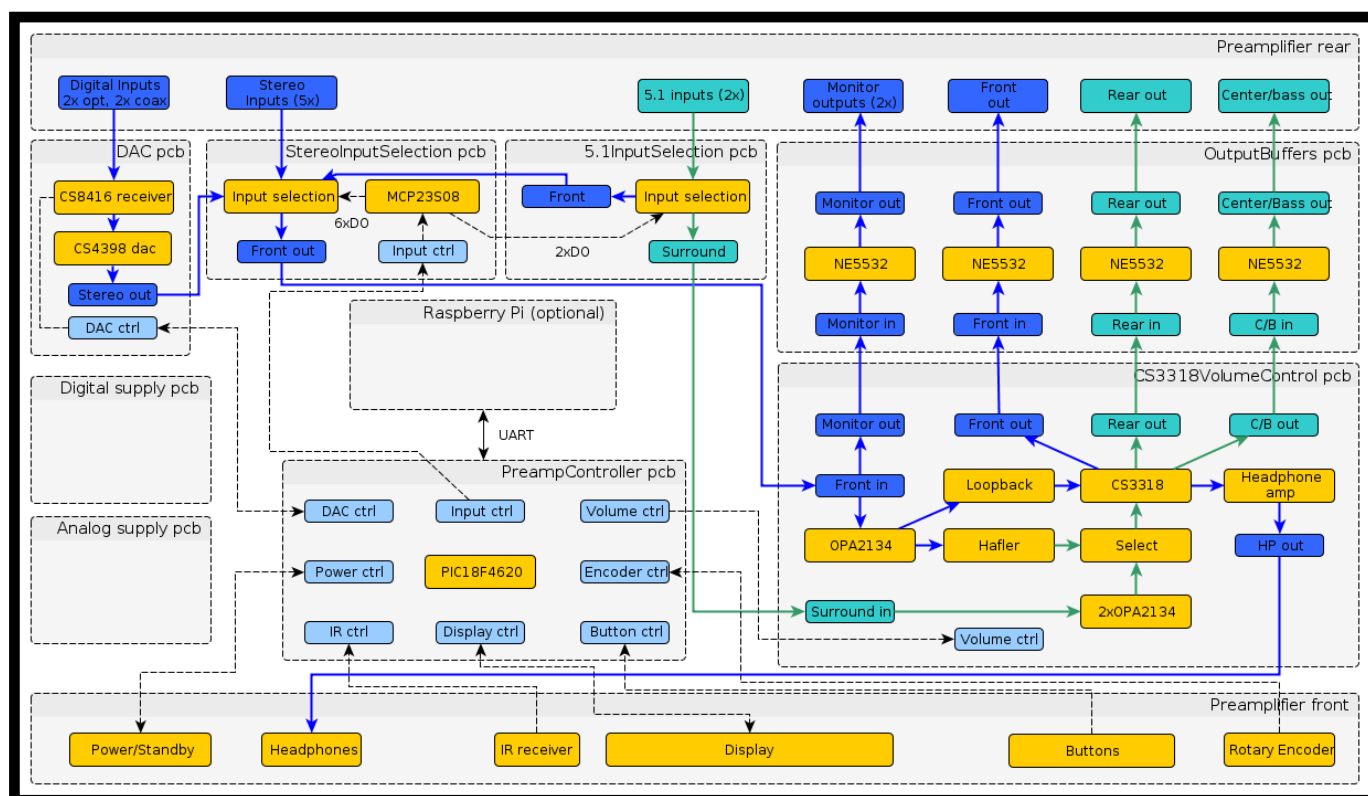 Preamplifier rear
Digital Inputs
2x opt, 2x coax
Stereo
Inputs (5x)
5.1 inputs (2x)
Monitor
outputs (2x)
Front
out
Rear out
Center/bass out
DAC pcb
StereoInputSelection pcb
5.1InputSelection pcb
OutputBuffers pcb
CS8416 receiver
Input selection
MCP23S08
Front
Input selection
Monitor out
Front out
Rear out
Center/Bass out
6xDO
2xDO
CS4398 dac
Front out
Input ctrl
Surround
NE5532
NE5532
NE5532
NE5532
Stereo out
DAC ctrl
Raspberry Pi (optional)
Monitor in
Front in
Rear in
C/B in
Digital supply pcb
CS3318VolumeControl pcb
UART
Monitor out
Front out
Rear out
C/B out
PreampController pcb
Front in
Loopback
CS3318
Headphone
amp
Analog supply pcb
DAC ctrl
Input ctrl
Volume ctrl
OPA2134
Hafler
Select
HP out
Power ctrl
PIC18F4620
Encoder ctrl
Surround in
2xOPA2134
IR ctrl
Display ctrl
Button ctrl
Volume ctrl
Preamplifier front
Power/Standby
Headphones
IR receiver
Display
Buttons
Rotary Encoder